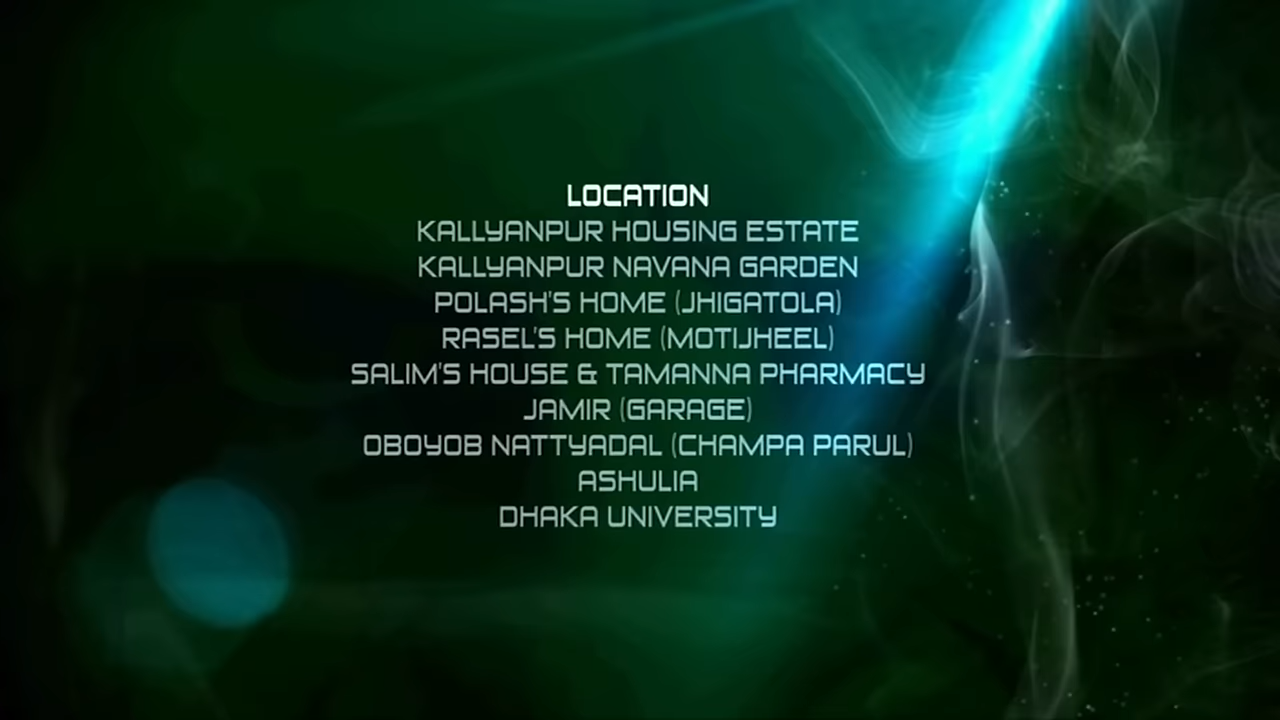 LOCATION
KALLYANPUR HOUSING ESTATE
KALLYANPUR NAVANA GARDEN
POLASH'S HOME (JHIGATOLA)
RASEL'S HOME (MOTIJHEEL)
SALIM'S HOUSE & TAMANNA PHARMACY
JAMIR (GARAGE)
OBOYOB NATTYADAL (CHAMPA PARUL)
ASHULIA
DHAKA UNIVERSITY